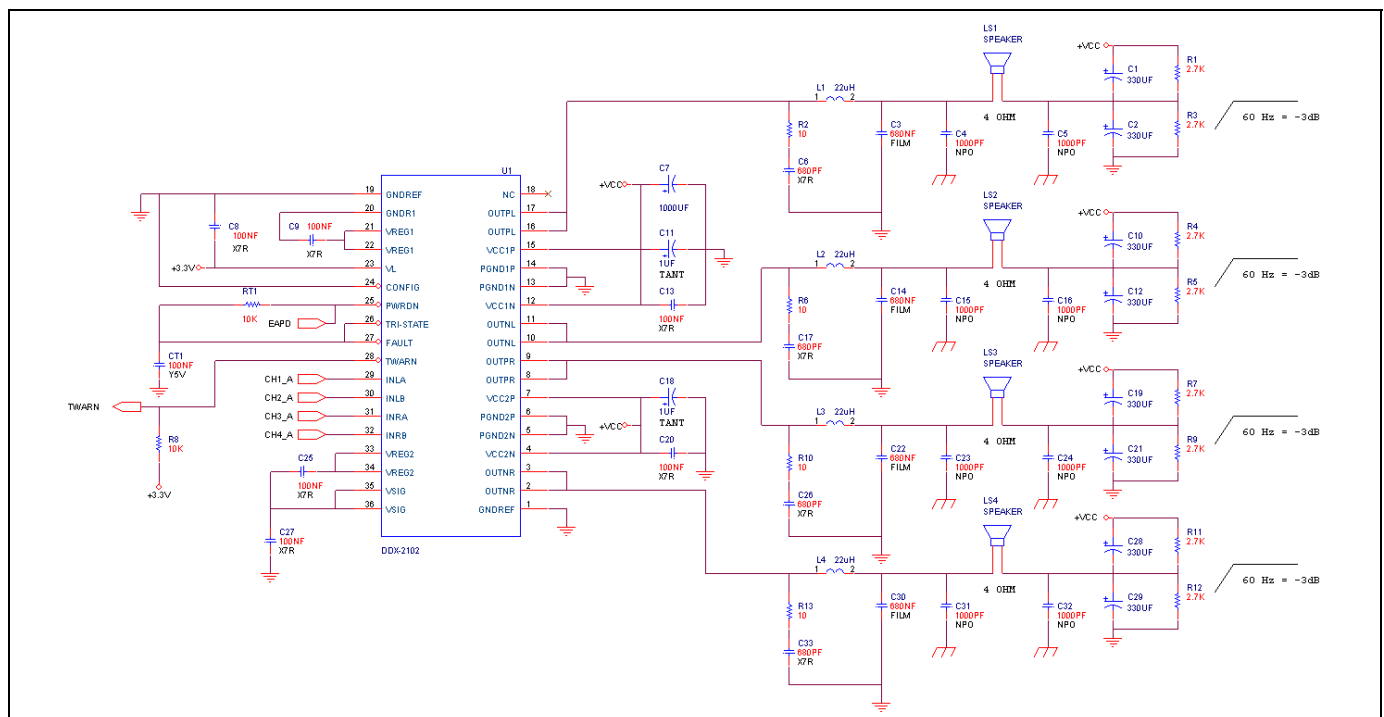 LS1
SPEAKER
+VCC
C1
330UF
R1
2.7K
L1 22uH
1 2
R2
10
C3
680NF
FILM
C4
1000PF
NPO
4 OHM
C5
1000PF
NPO
C2
330UF
R3
2.7K
60 Hz = -3dB
C6
680PF
X7R
U1
19 GNDREF
20 GNDR1
21 VREG1
22 VREG1
23 VL
24 CONFIG
25 PWRDN
26 TRI-STATE
27 FAULT
28 TWARN
29 INLA
30 INLB
31 INRA
32 INRB
33 VREG2
34 VREG2
35 VSIG
36 VSIG
NC 18
OUTPL 17
OUTPL 16
VCC1P 15
PGND1P 14
PGND1N 13
VCC1N 12
OUTNL 11
OUTNL 10
OUTPR 9
OUTPR 8
VCC2P 7
PGND2P 6
PGND2N 5
VCC2N 4
OUTNR 3
OUTNR 2
GNDREF 1
DDX-2102
C8
100NF
X7R
C9 100NF
X7R
+3.3V
RT1
10K
EAPD
CT1
100NF
Y5V
CH1_A
CH2_A
CH3_A
CH4_A
TWARN
R8
10K
+3.3V
C25
100NF
X7R
C27
100NF
X7R
+VCC
C7
1000UF
C11
1UF
TANT
C13
100NF
X7R
C18
1UF
TANT
+VCC
C20
100NF
X7R
LS2
SPEAKER
+VCC
C10
330UF
R4
2.7K
L2 22uH
1 2
R6
10
C14
680NF
FILM
C15
1000PF
NPO
4 OHM
C16
1000PF
NPO
C12
330UF
R5
2.7K
60 Hz = -3dB
C17
680PF
X7R
LS3
SPEAKER
+VCC
C19
330UF
R7
2.7K
L3 22uH
1 2
R10
10
C22
680NF
FILM
C23
1000PF
NPO
4 OHM
C24
1000PF
NPO
C21
330UF
R9
2.7K
60 Hz = -3dB
C26
680PF
X7R
LS4
SPEAKER
+VCC
C28
330UF
R11
2.7K
L4 22uH
1 2
R13
10
C30
680NF
FILM
C31
1000PF
NPO
4 OHM
C32
1000PF
NPO
C29
330UF
R12
2.7K
60 Hz = -3dB
C33
680PF
X7R